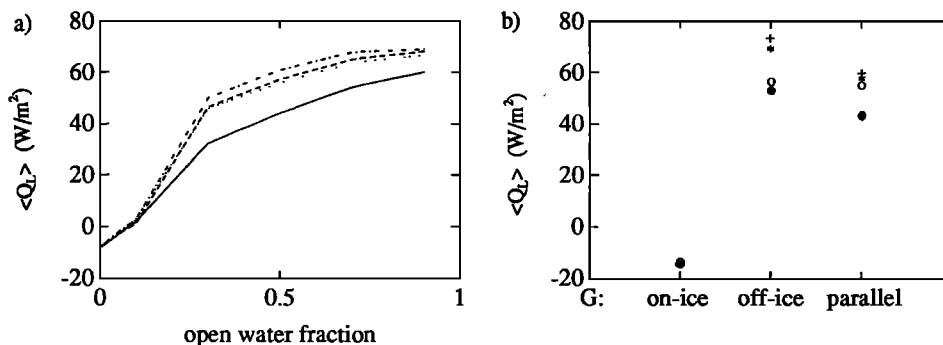 a)
<Q_L> (W/m²)
80
60
40
20
0
-20
0
0.5
1
open water fraction
b)
<Q_L> (W/m²)
80
60
40
20
0
-20
G: on-ice off-ice parallel